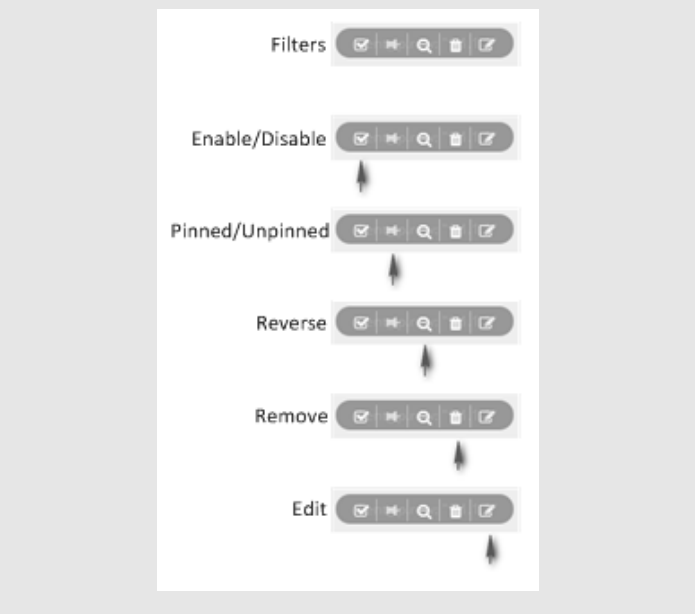 Filters
Enable/Disable
Pinned/Unpinned
Reverse
Remove
Edit